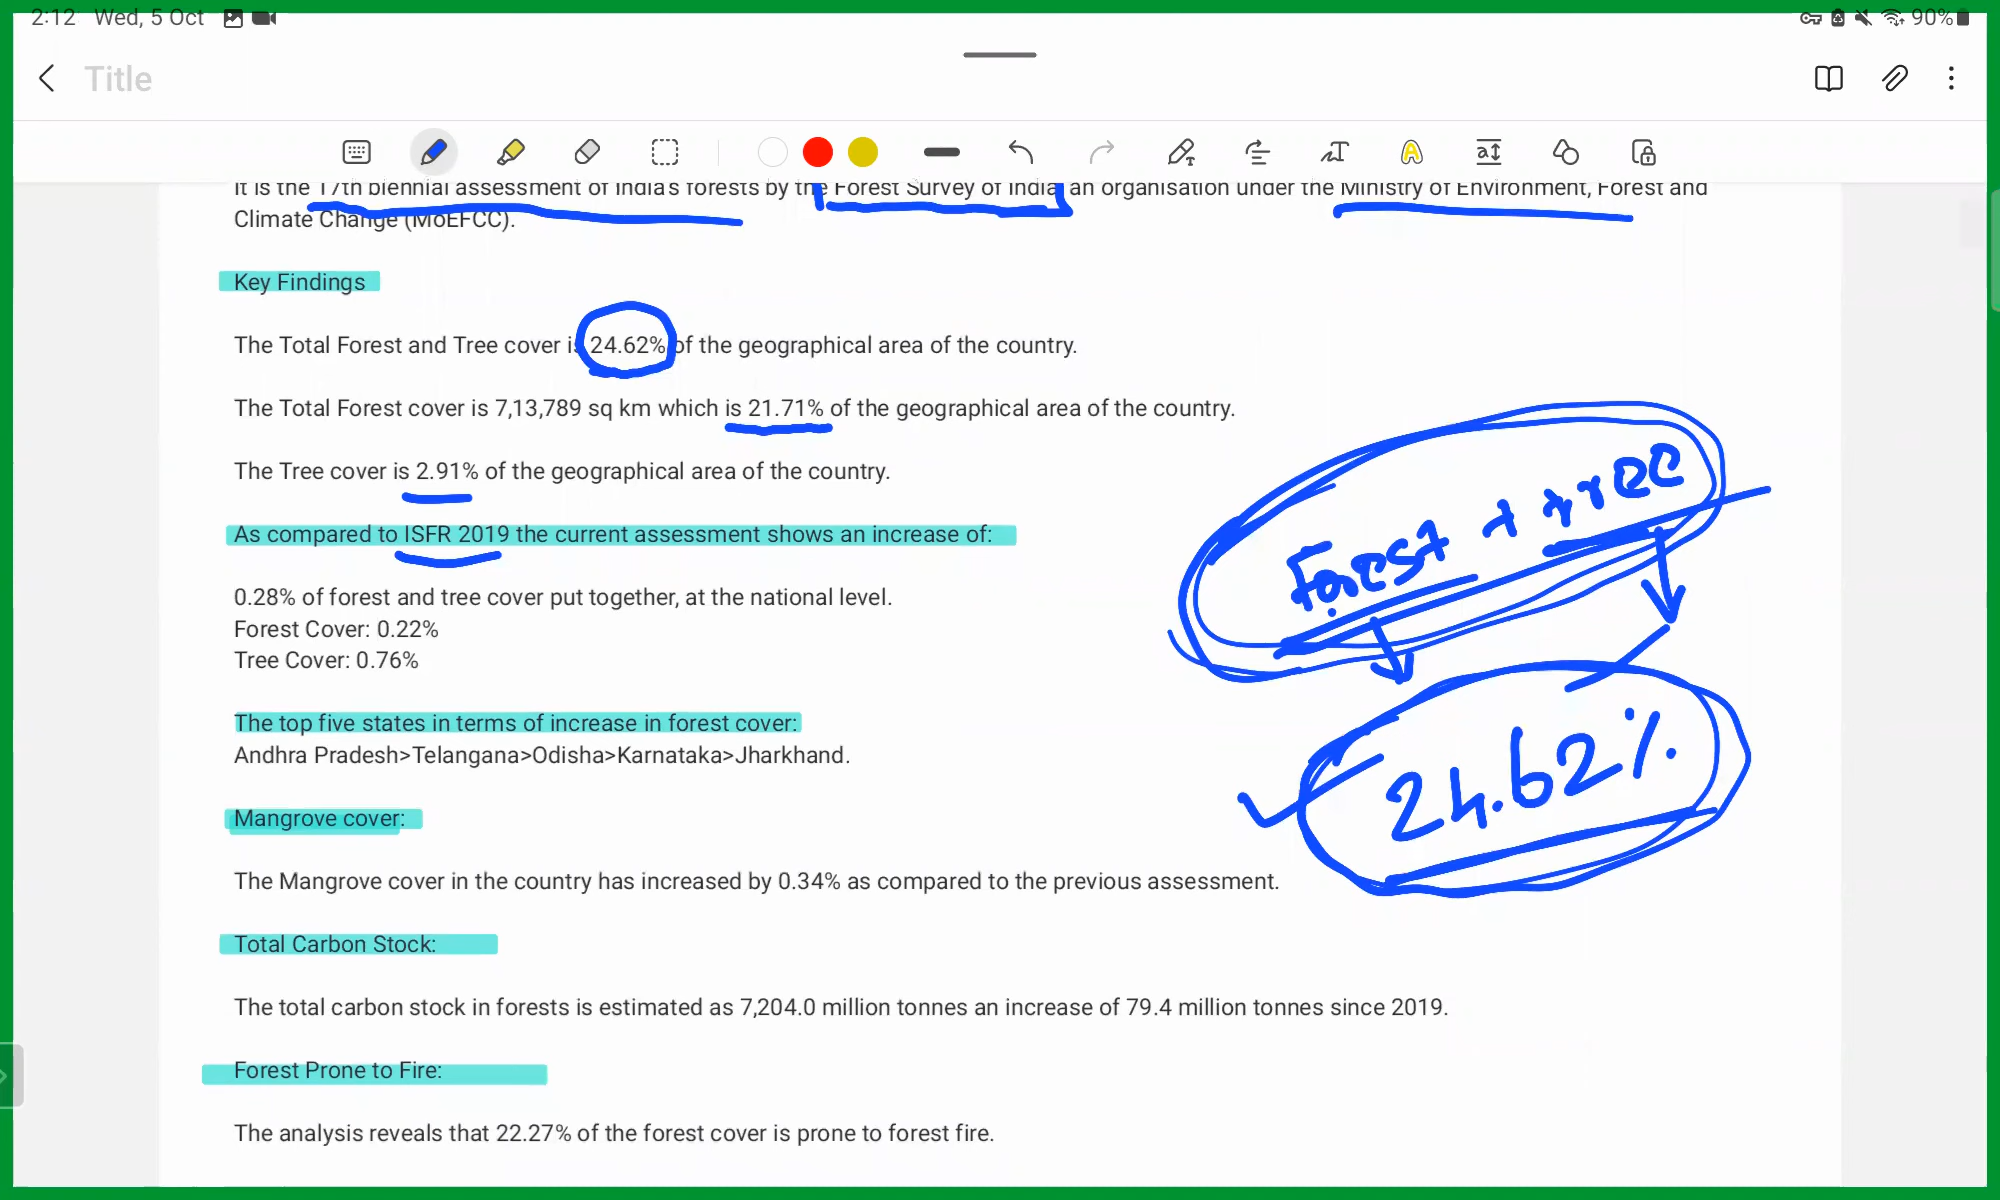 2:12 Wed, 5 Oct 90%
Title
It is the 17th biennial assessment of India's forests by the Forest Survey of India, an organisation under the Ministry of Environment, Forest and
Climate Change (MoEFCC).
Key Findings
The Total Forest and Tree cover is 24.62% of the geographical area of the country.
The Total Forest cover is 7,13,789 sq km which is 21.71% of the geographical area of the country.
The Tree cover is 2.91% of the geographical area of the country.
Forest + tree
As compared to ISFR 2019 the current assessment shows an increase of:
0.28% of forest and tree cover put together, at the national level.
Forest Cover: 0.22%
Tree Cover: 0.76%
The top five states in terms of increase in forest cover:
Andhra Pradesh>Telangana>Odisha>Karnataka>Jharkhand.
24.62%
Mangrove cover:
The Mangrove cover in the country has increased by 0.34% as compared to the previous assessment.
Total Carbon Stock:
The total carbon stock in forests is estimated as 7,204.0 million tonnes an increase of 79.4 million tonnes since 2019.
Forest Prone to Fire:
The analysis reveals that 22.27% of the forest cover is prone to forest fire.